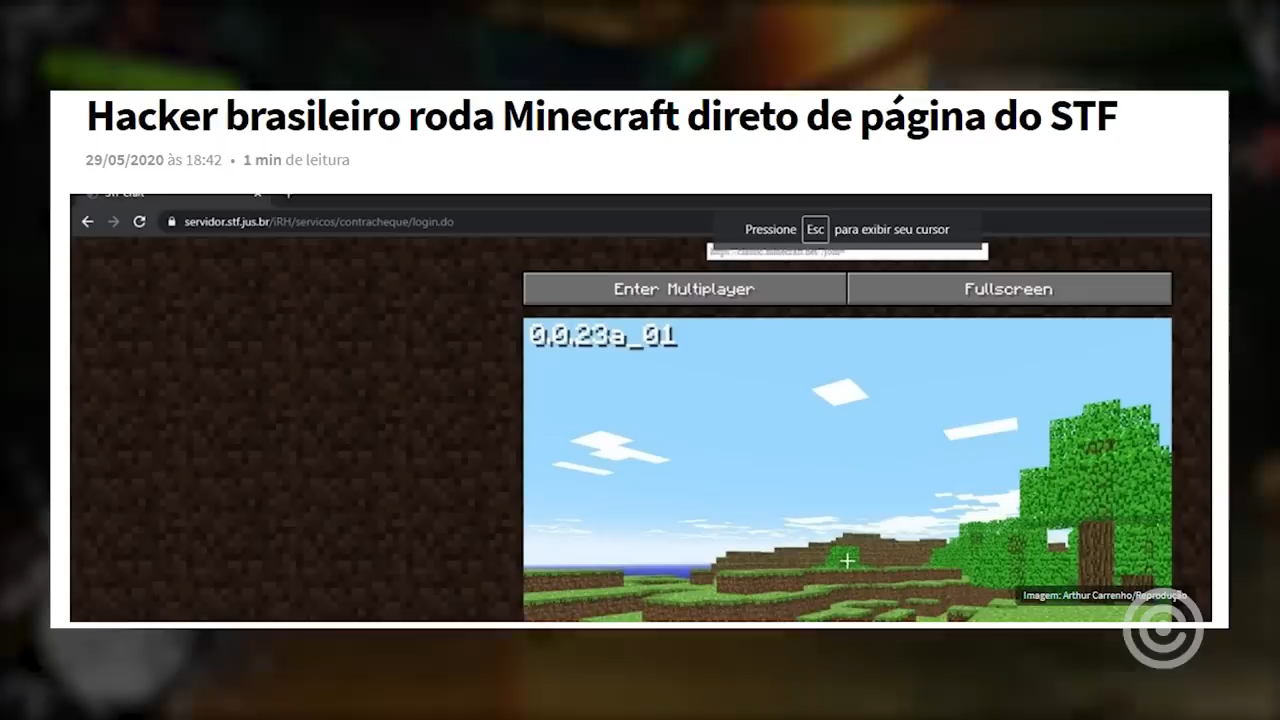 Hacker brasileiro roda Minecraft direto de página do STF
29/05/2020 às 18:42 • 1 min de leitura
servidor.stf.jus.br/iRH/servicos/contracheque/login.do
Pressione Esc para exibir seu cursor
Enter Multiplayer
Fullscreen
0.0.23a_01
Imagem: Arthur Carrenho/Reprodução